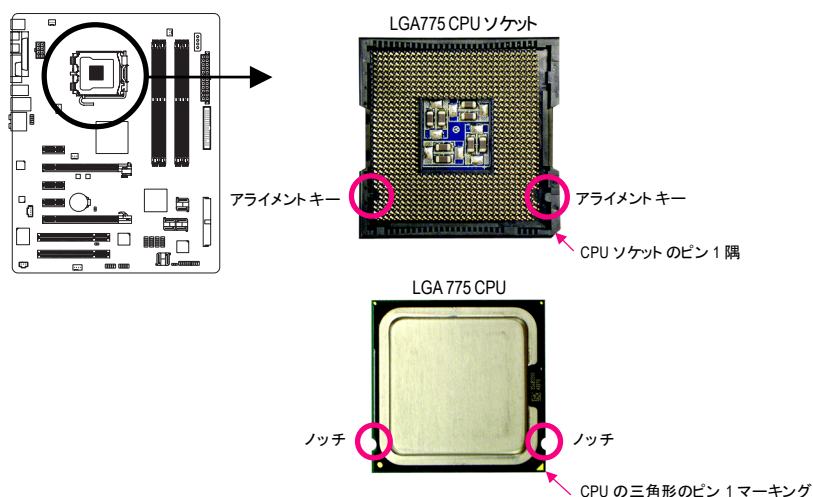 LGA775 CPU ソケット
アライメント キー
アライメント キー
CPU ソケット のピン 1 隅
LGA 775 CPU
ノッチ
ノッチ
CPU の三角形のピン 1 マーキング